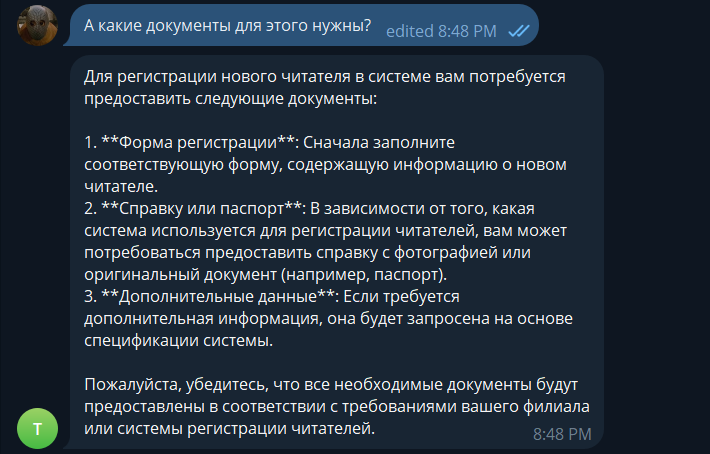 А какие документы для этого нужны? edited 8:48 PM
Для регистрации нового читателя в системе вам потребуется
предоставить следующие документы:
1. **Форма регистрации**: Сначала заполните
соответствующую форму, содержащую информацию о новом
читателе.
2. **Справку или паспорт**: В зависимости от того, какая
система используется для регистрации читателей, вам может
потребоваться предоставить справку с фотографией или
оригинальный документ (например, паспорт).
3. **Дополнительные данные**: Если требуется
дополнительная информация, она будет запрошена на основе
спецификации системы.
Пожалуйста, убедитесь, что все необходимые документы будут
предоставлены в соответствии с требованиями вашего филиала
или системы регистрации читателей. 8:48 PM
Т